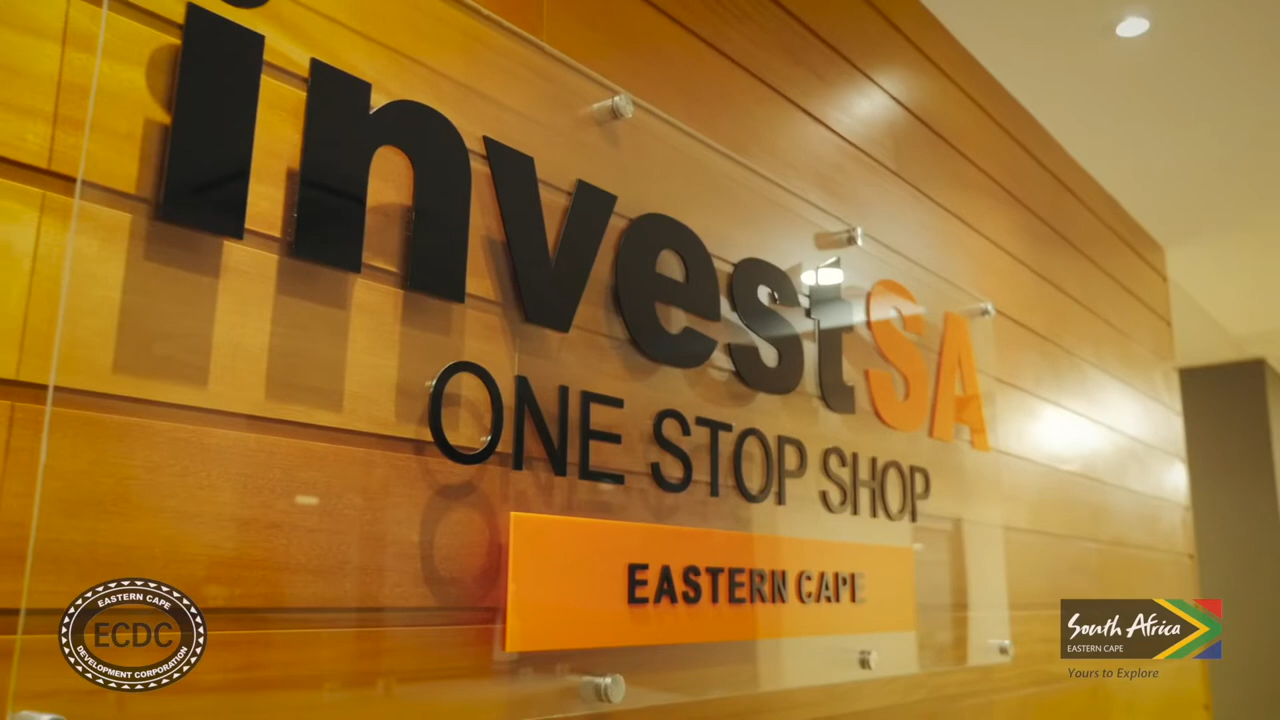 investSA
ONE STOP SHOP
EASTERN CAPE
EASTERN CAPE
ECDC
DEVELOPMENT CORPORATION
South Africa
EASTERN CAPE
Yours to Explore